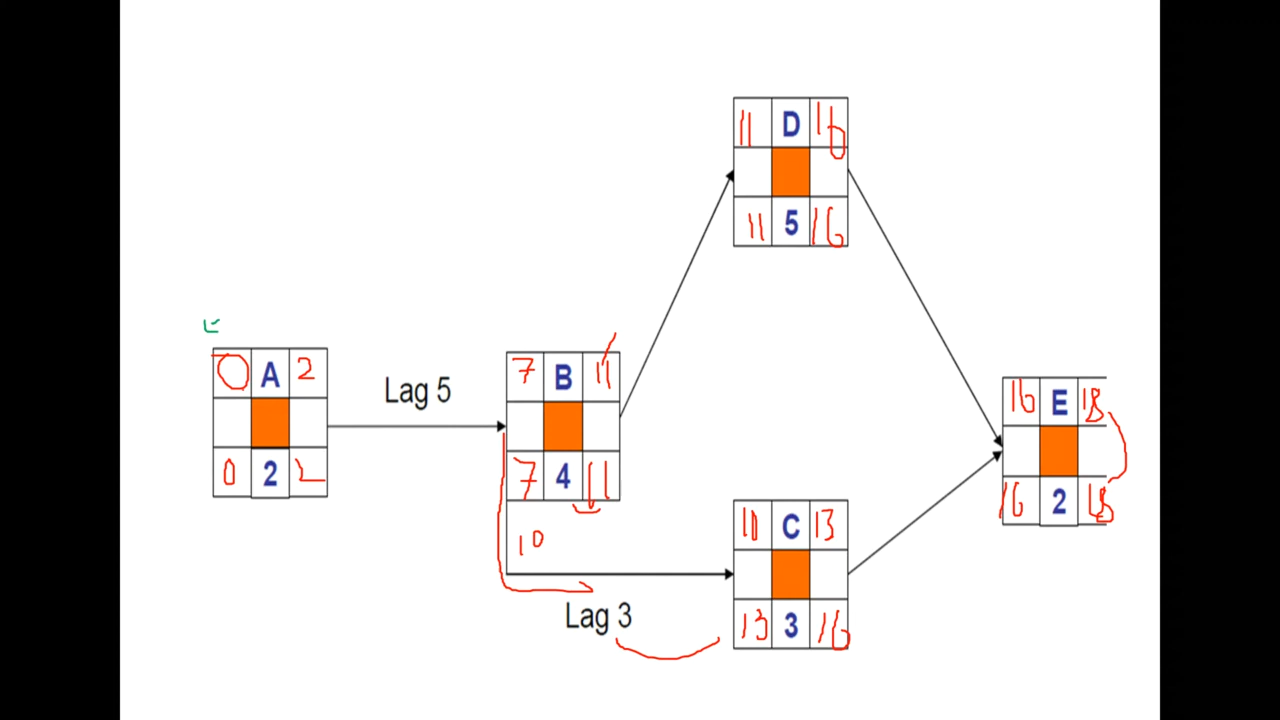 11 D 16
11 5 16
E
0 A 2
Lag 5
7 B 11
16 E 18
0 2 2
7 4 11
16 2 18
10
10 C 13
Lag 3
13 3 16